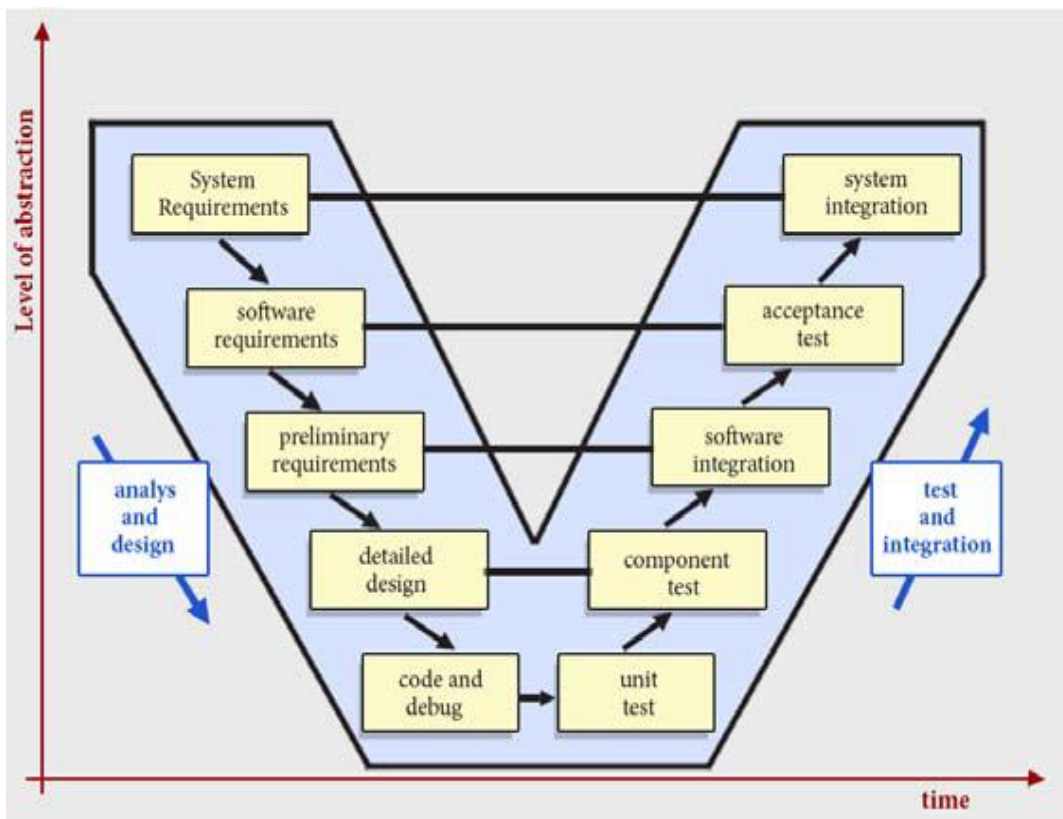 Level of abstraction
System
Requirements
system
integration
software
requirements
acceptance
test
preliminary
requirements
software
integration
analys
and
design
test
and
integration
detailed
design
component
test
code and
debug
unit
test
time